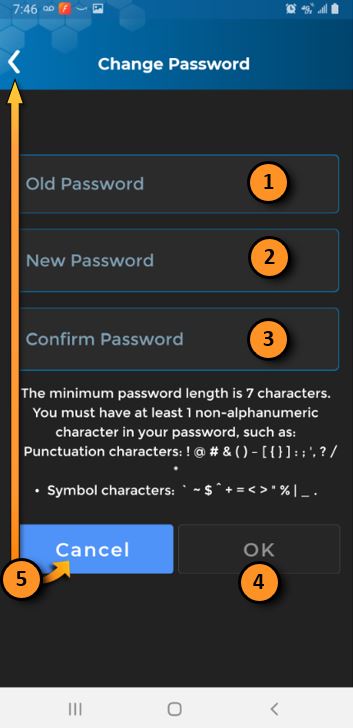 7:46
Change Password
Old Password 1
New Password 2
Confirm Password 3
The minimum password length is 7 characters.
You must have at least 1 non-alphanumeric
character in your password, such as:
Punctuation characters: ! @ # & ( ) – [ { } ] : ; ', ? /
*
• Symbol characters: ` ~ $ ^ + = < > " % | _ .
Cancel OK
5 4